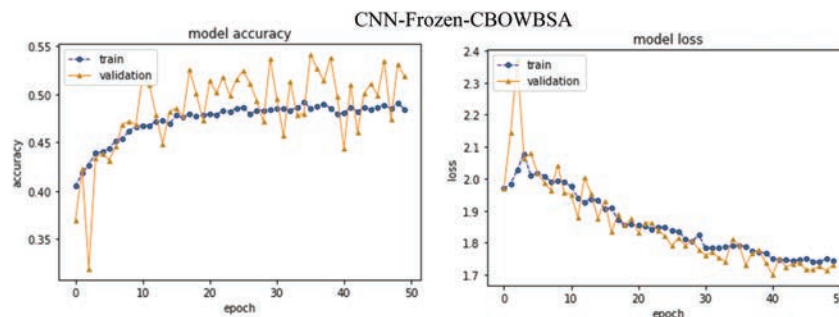 CNN-Frozen-CBOWBSA
model accuracy
0.55
0.50
0.45
0.40
0.35
accuracy
train
validation
0
10
20
30
40
50
epoch
model loss
2.4
2.3
2.2
2.1
2.0
1.9
1.8
1.7
loss
train
validation
0
10
20
30
40
epoch